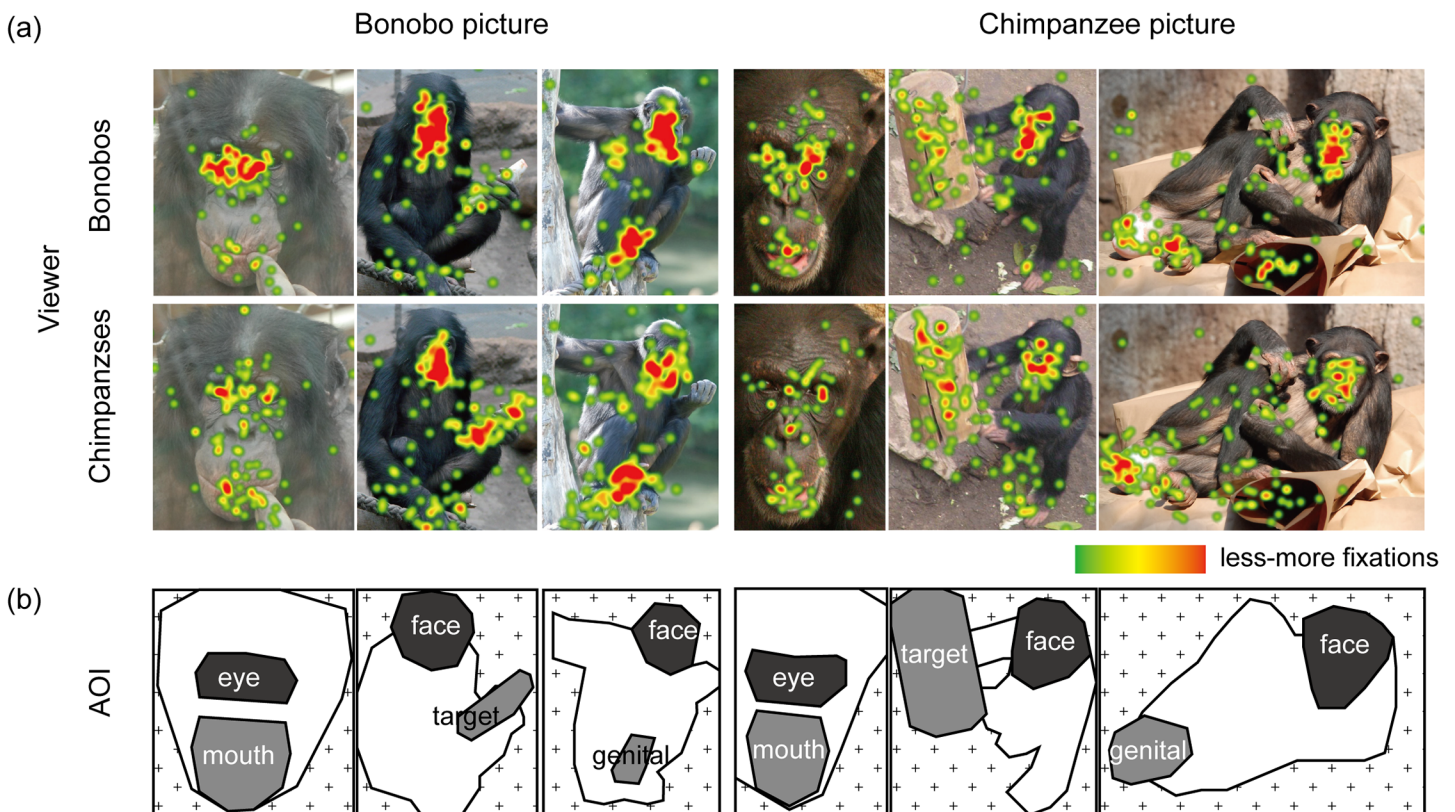 (a)
Bonobo picture
Chimpanzee picture
Viewer
Bonobos
Chimpanzses
less-more fixations
(b)
AOI
eye
mouth
face
target
face
genital
eye
mouth
target
face
face
genital